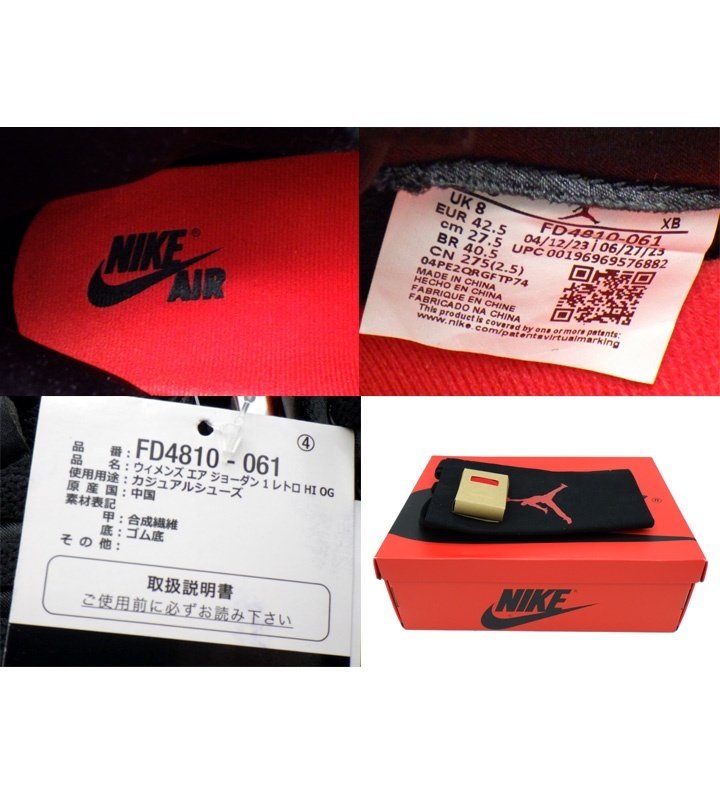 NIKE®
AIR
UK 8
EUR 42.5
cm 27.5
BR 40.5
CN 275(2.5)
XB
FD4810-061
04/12/23 | 06/27/23
UPC 00196969576882
04PE2QRGFTP74
MADE IN CHINA
HECHO EN CHINA
FABRIQUE EN CHINE
FABRICADO NA CHINA
This product is covered by one or more patents:
www.nike.com/patentsvirtualmarking
④
品 番:FD4810-061
品 名:ウィメンズ エア ジョーダン 1 レトロ HI OG
使用用途:カジュアルシューズ
原 産 国:中国
素材表記
甲:合成繊維
底:ゴム底
そ の 他:
取扱説明書
ご使用前に必ずお読み下さい
NIKE